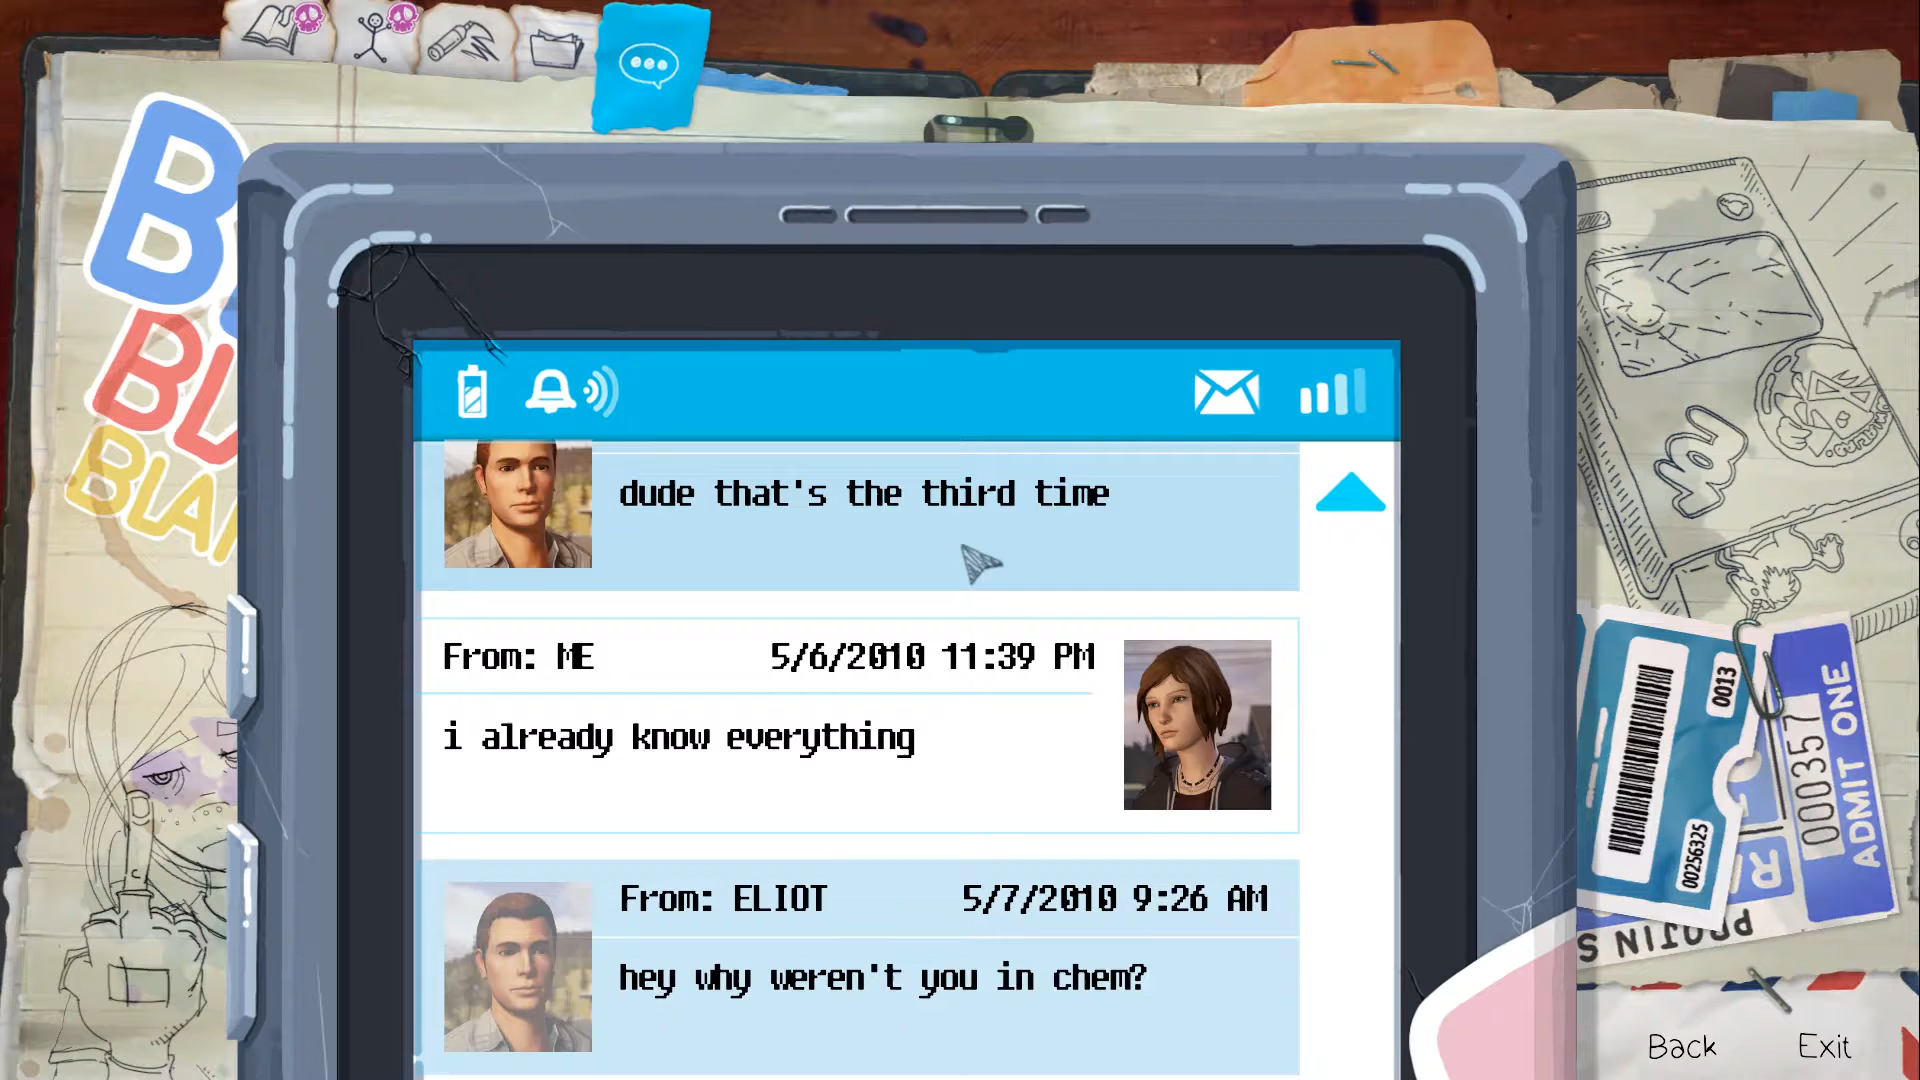 dude that's the third time
From: ME 5/6/2010 11:39 PM
i already know everything
From: ELIOT 5/7/2010 9:26 AM
hey why weren't you in chem?
0013
00256325
000357
ADMIT ONE
Back Exit